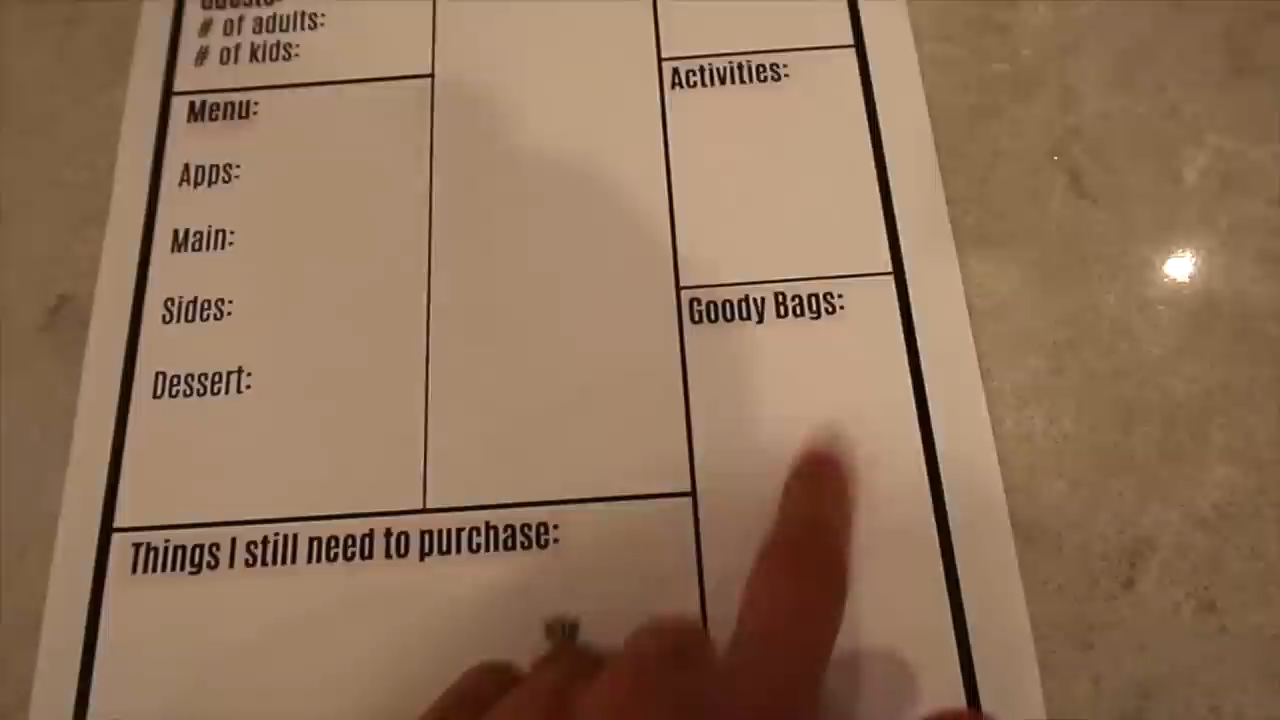 # of adults:
# of kids:
Menu:
Apps:
Main:
Sides:
Dessert:
Activities:
Goody Bags:
Things I still need to purchase: